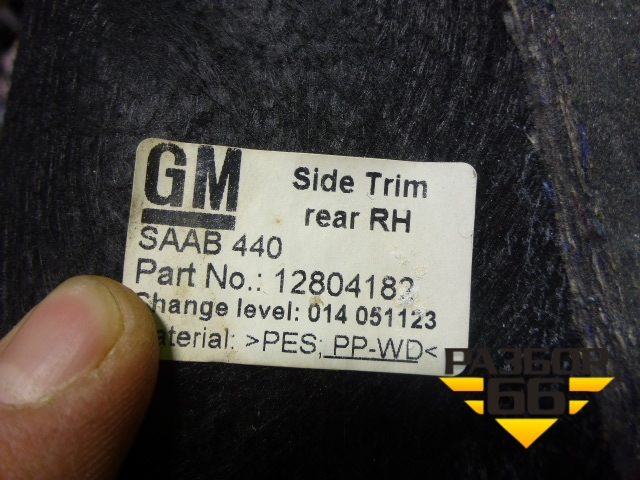 GM
Side Trim
rear RH
SAAB 440
Part No.: 12804182
Change level: 014 051123
aterial: >PES; PP-WD<
РАЗБОР
66